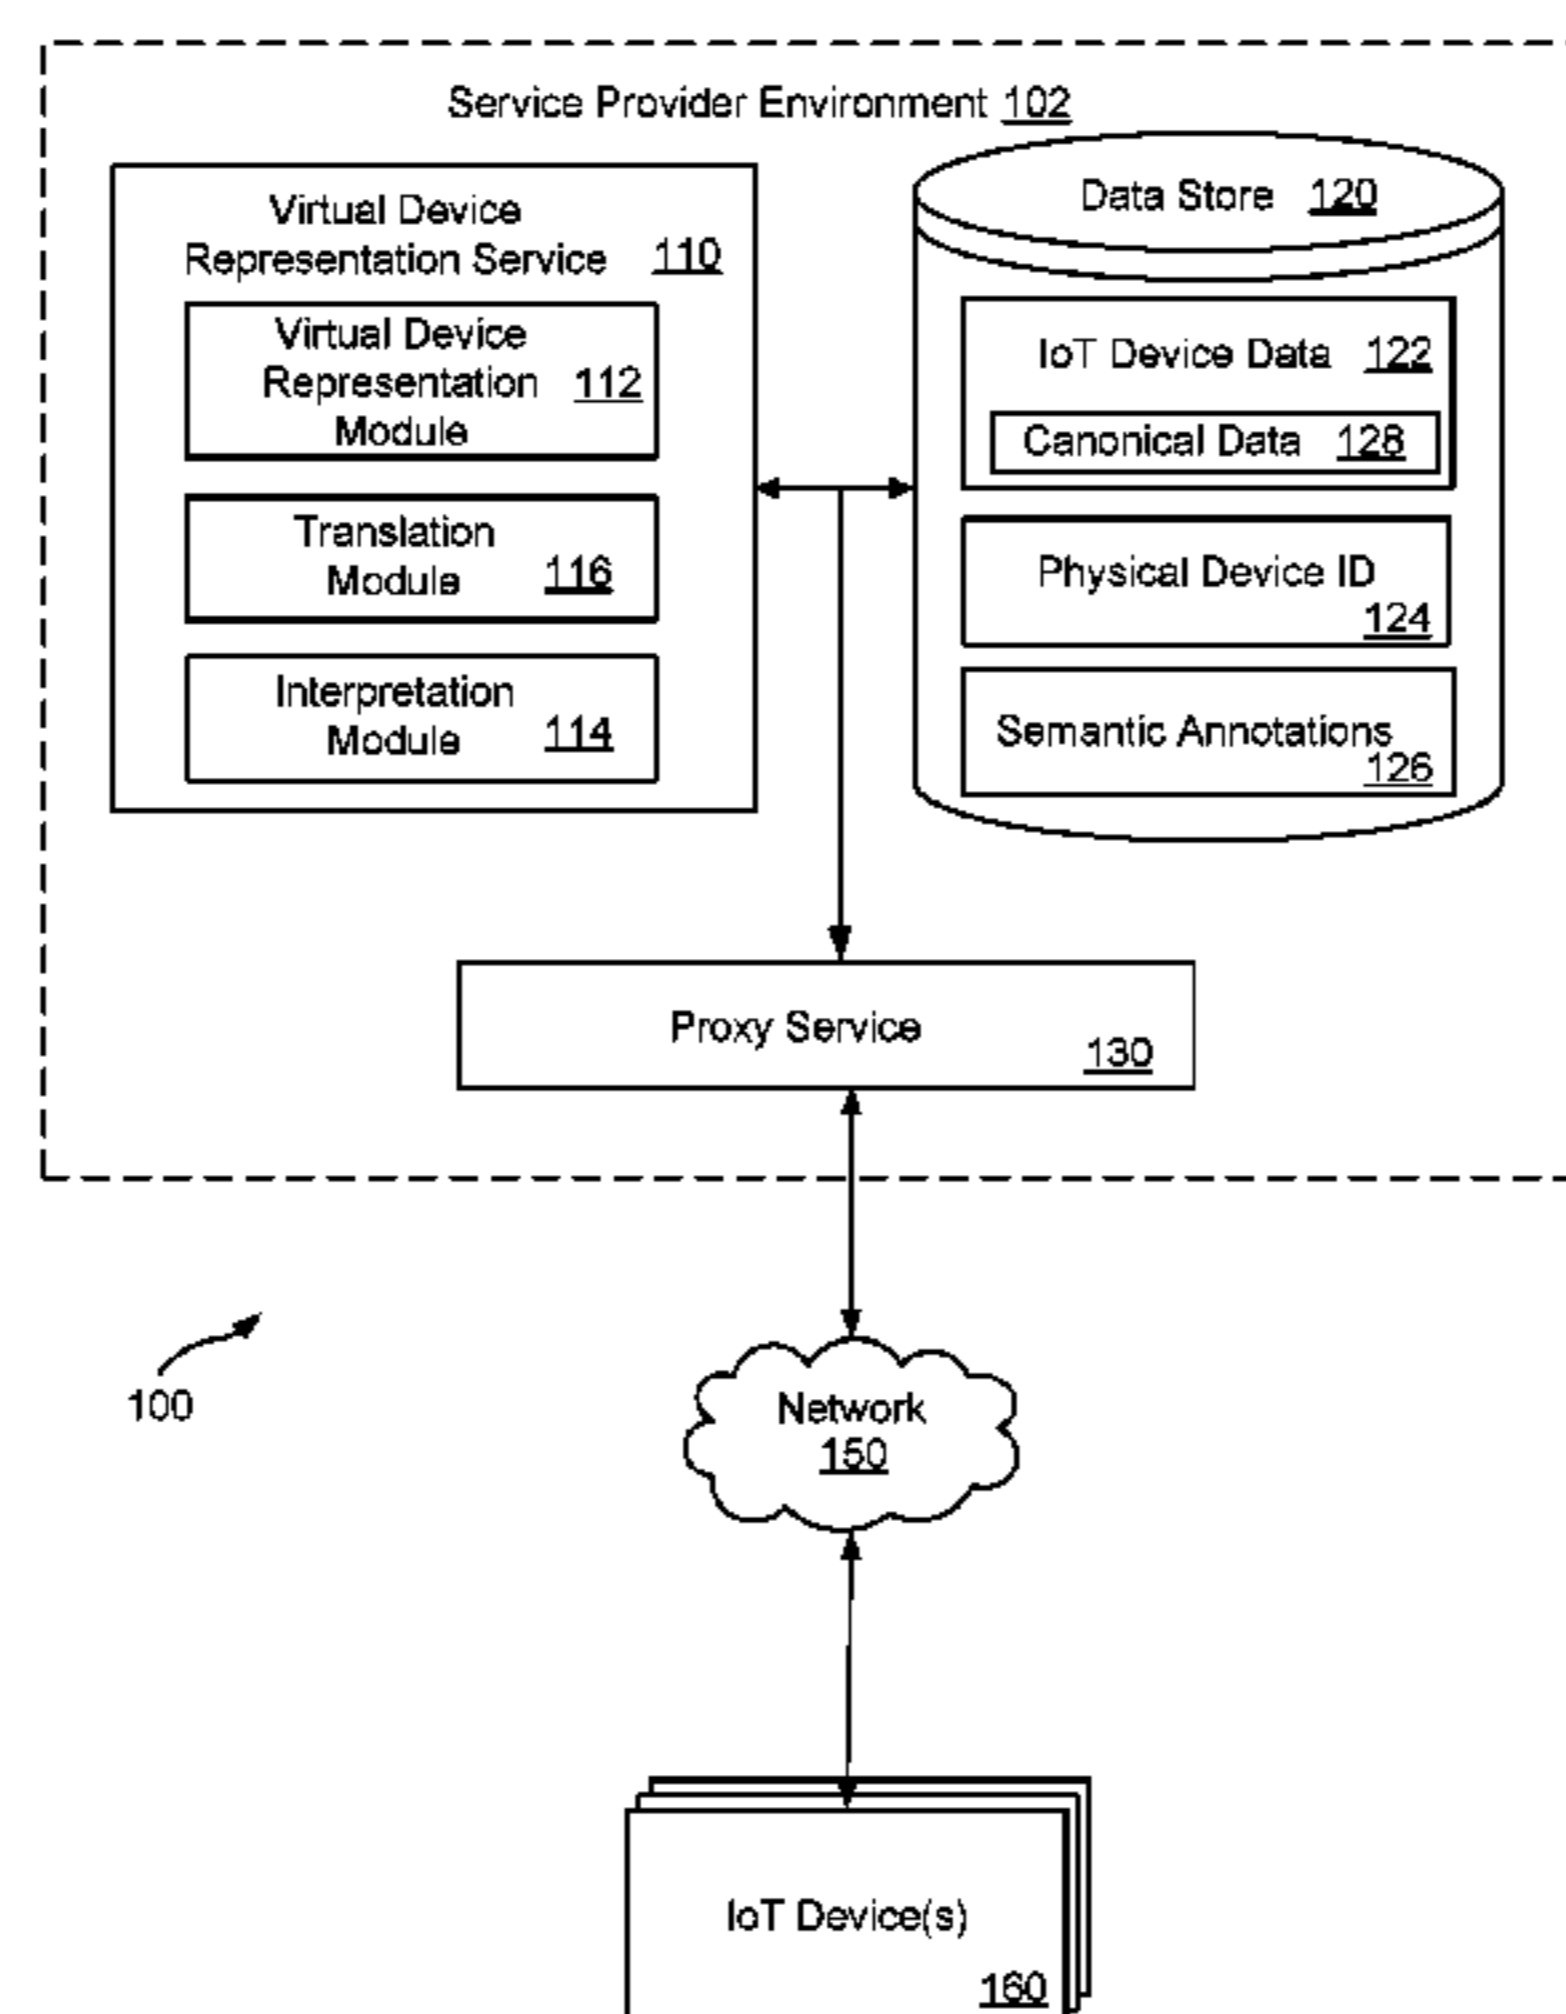 Service Provider Environment 102
Virtual Device
Representation Service 110
Virtual Device
Representation 112
Module
Translation
Module 116
Interpretation
Module 114
Data Store 120
IoT Device Data 122
Canonical Data 128
Physical Device ID
124
Semantic Annotations
126
Proxy Service
130
100
Network
150
IoT Device(s)
160